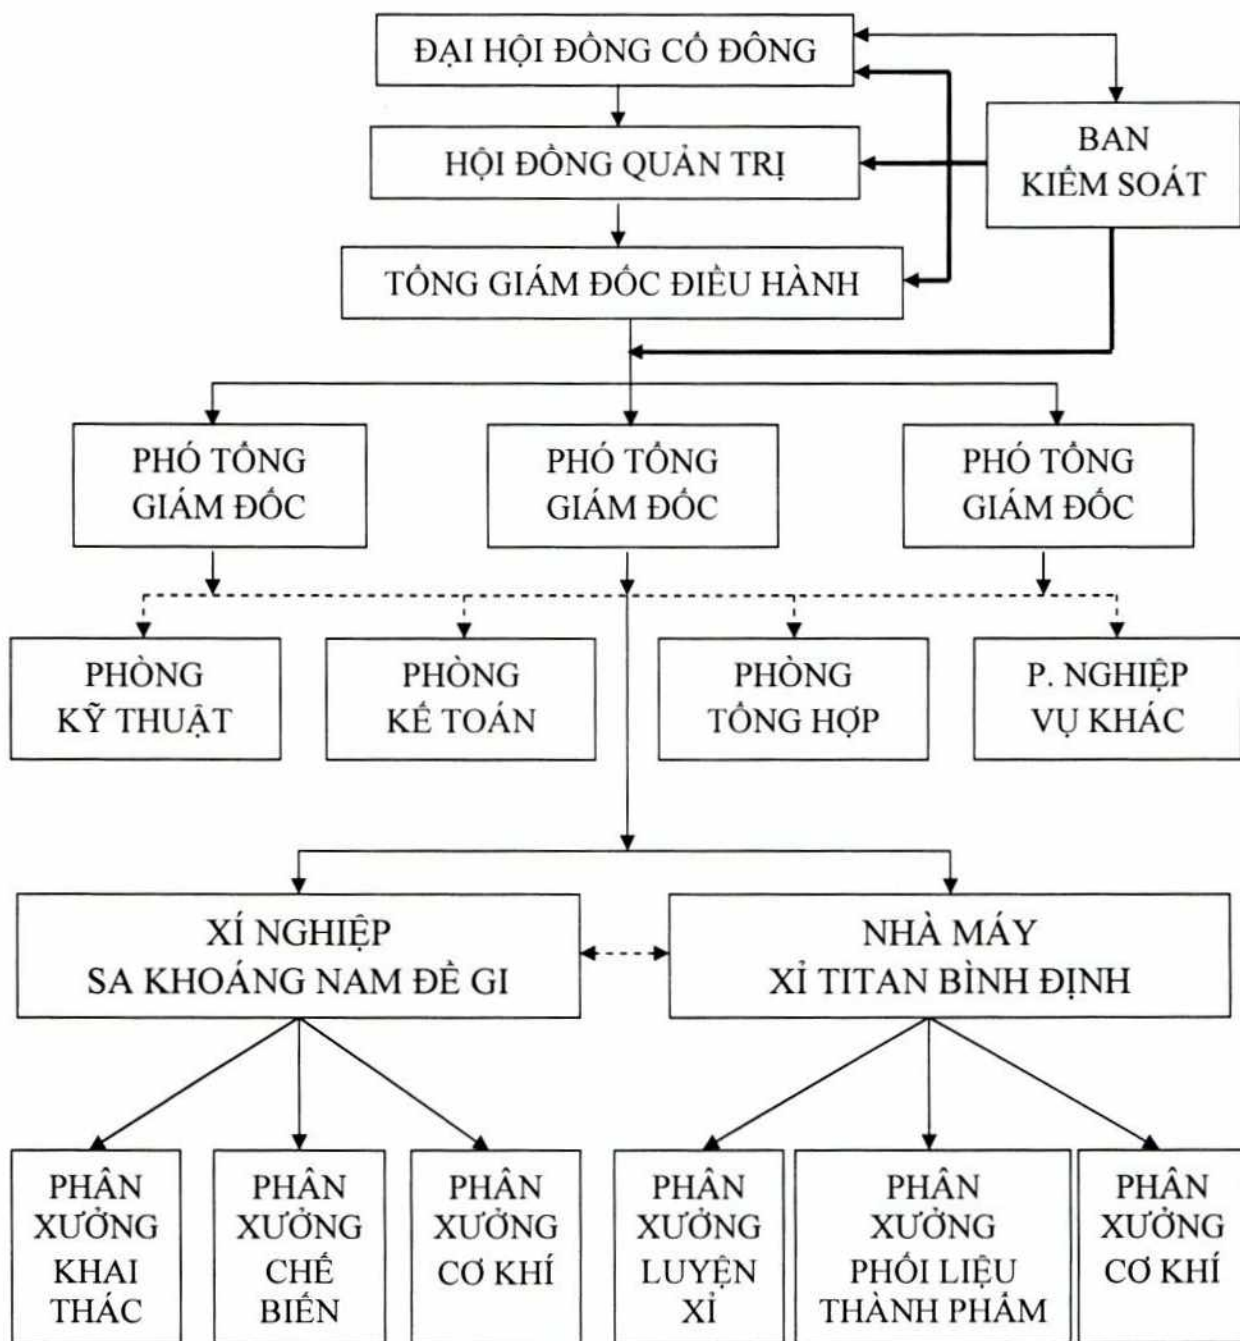 ĐẠI HỘI ĐỒNG CỔ ĐÔNG
HỘI ĐỒNG QUẢN TRỊ
BAN
KIỂM SOÁT
TỔNG GIÁM ĐỐC ĐIỀU HÀNH
PHÓ TỔNG
GIÁM ĐỐC
PHÓ TỔNG
GIÁM ĐỐC
PHÓ TỔNG
GIÁM ĐỐC
PHÒNG
KỸ THUẬT
PHÒNG
KẾ TOÁN
PHÒNG
TỔNG HỢP
P. NGHIỆP
VỤ KHÁC
XÍ NGHIỆP
SA KHOÁNG NAM ĐỀ GI
NHÀ MÁY
XỈ TITAN BÌNH ĐỊNH
PHÂN
XƯỞNG
KHAI
THÁC
PHÂN
XƯỞNG
CHẾ
BIẾN
PHÂN
XƯỞNG
CƠ KHÍ
PHÂN
XƯỞNG
LUYỆN
XỈ
PHÂN
XƯỞNG
PHỐI LIỆU
THÀNH PHẨM
PHÂN
XƯỞNG
CƠ KHÍ